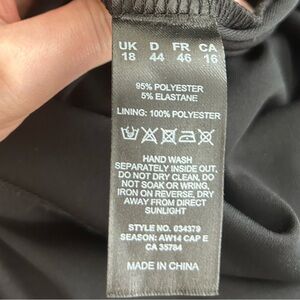 UK D FR CA
18 44 46 16
95% POLYESTER
5% ELASTANE
LINING: 100% POLYESTER
HAND WASH
SEPARATELY INSIDE OUT,
DO NOT DRY CLEAN, DO
NOT SOAK OR WRING,
IRON ON REVERSE, DRY
AWAY FROM DIRECT
SUNLIGHT
STYLE NO. 034379
SEASON: AW14 CAP E
CA 35784
MADE IN CHINA